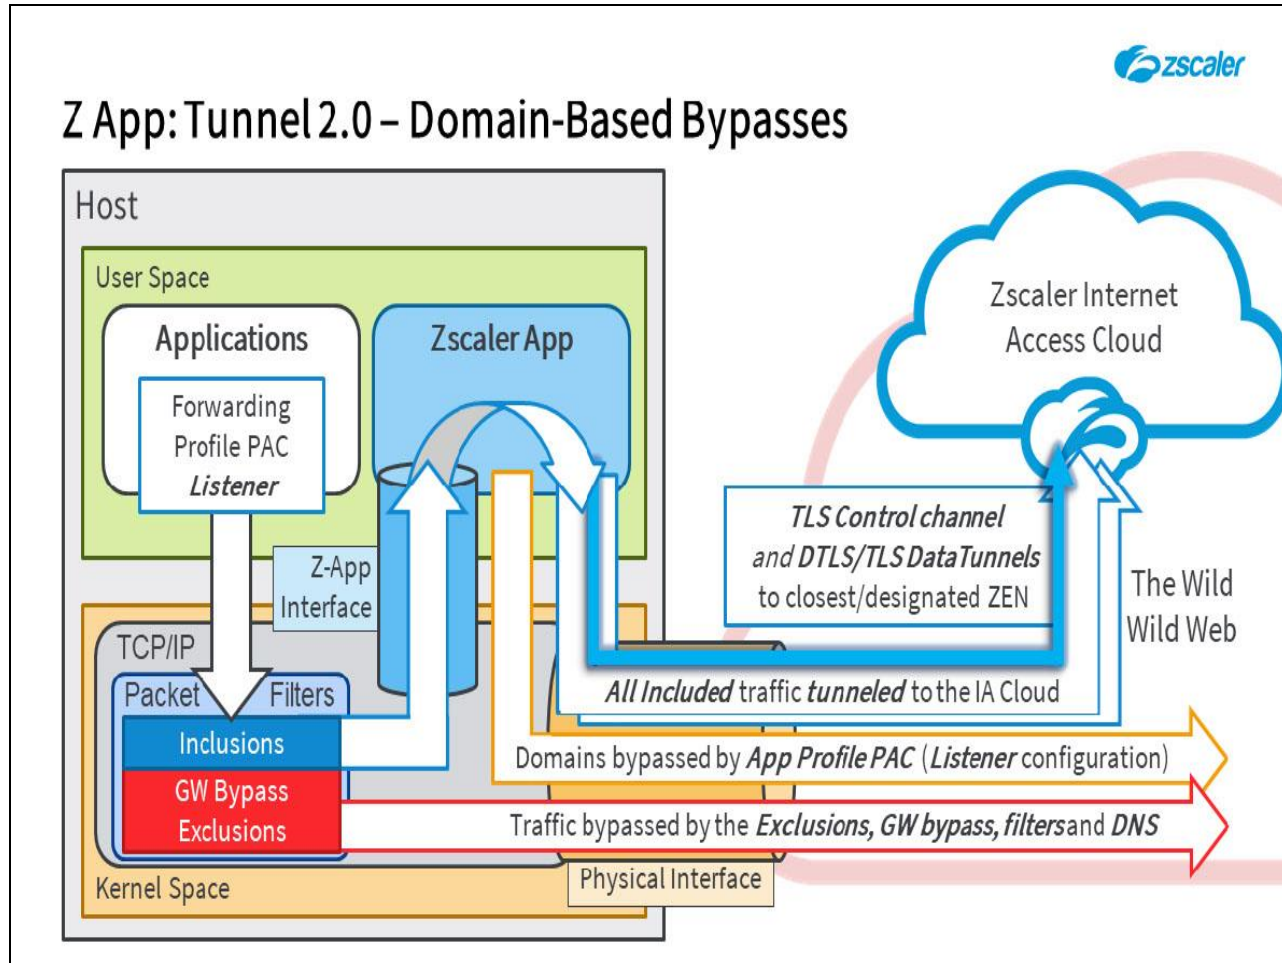 zscaler
Z App: Tunnel 2.0 – Domain-Based Bypasses
Host
User Space
Applications
Forwarding
Profile PAC
Listener
Zscaler App
Z-App
Interface
TCP/IP
Packet Filters
Inclusions
GW Bypass
Exclusions
Kernel Space
Physical Interface
Zscaler Internet
Access Cloud
TLS Control channel
and DTLS/TLS DataTunnels
to closest/designated ZEN
The Wild
Wild Web
All Included traffic tunneled to the IA Cloud
Domains bypassed by App Profile PAC (Listener configuration)
Traffic bypassed by the Exclusions, GW bypass, filters and DNS